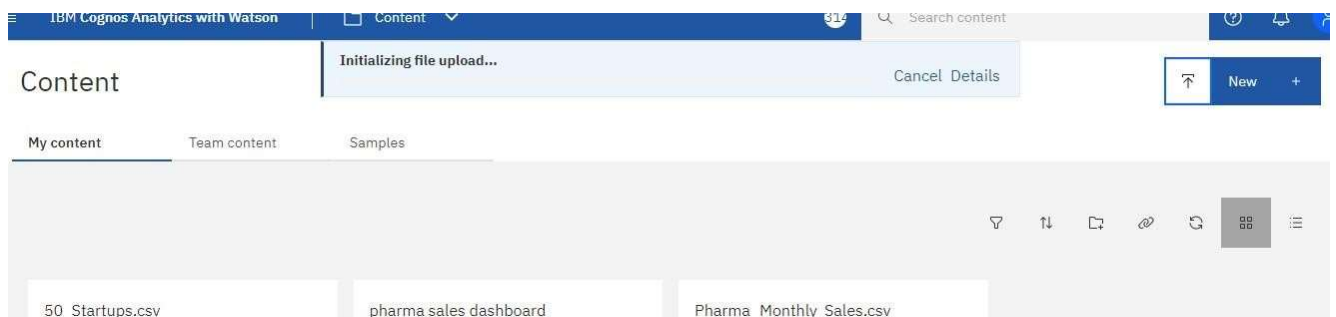 IBM Cognos Analytics with Watson
Content
314
Search content
Initializing file upload...
Cancel Details
Content
New +
My content
Team content
Samples
50_Startups.csv
pharma sales dashboard
Pharma_Monthly_Sales.csv